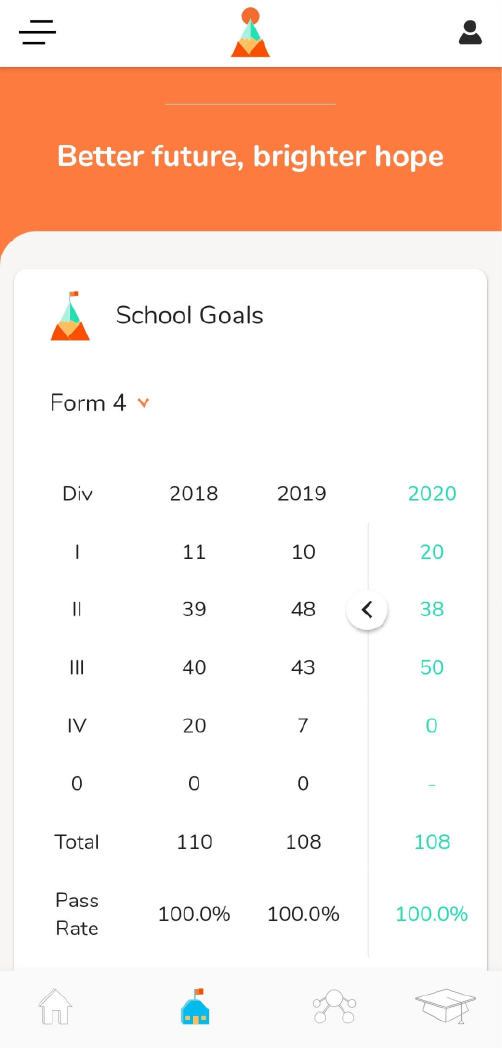 Better future, brighter hope
School Goals
Form 4
Div 2018 2019 2020
I 11 10 20
II 39 48 38
III 40 43 50
IV 20 7 0
0 0 0 -
Total 110 108 108
Pass
Rate 100.0% 100.0% 100.0%